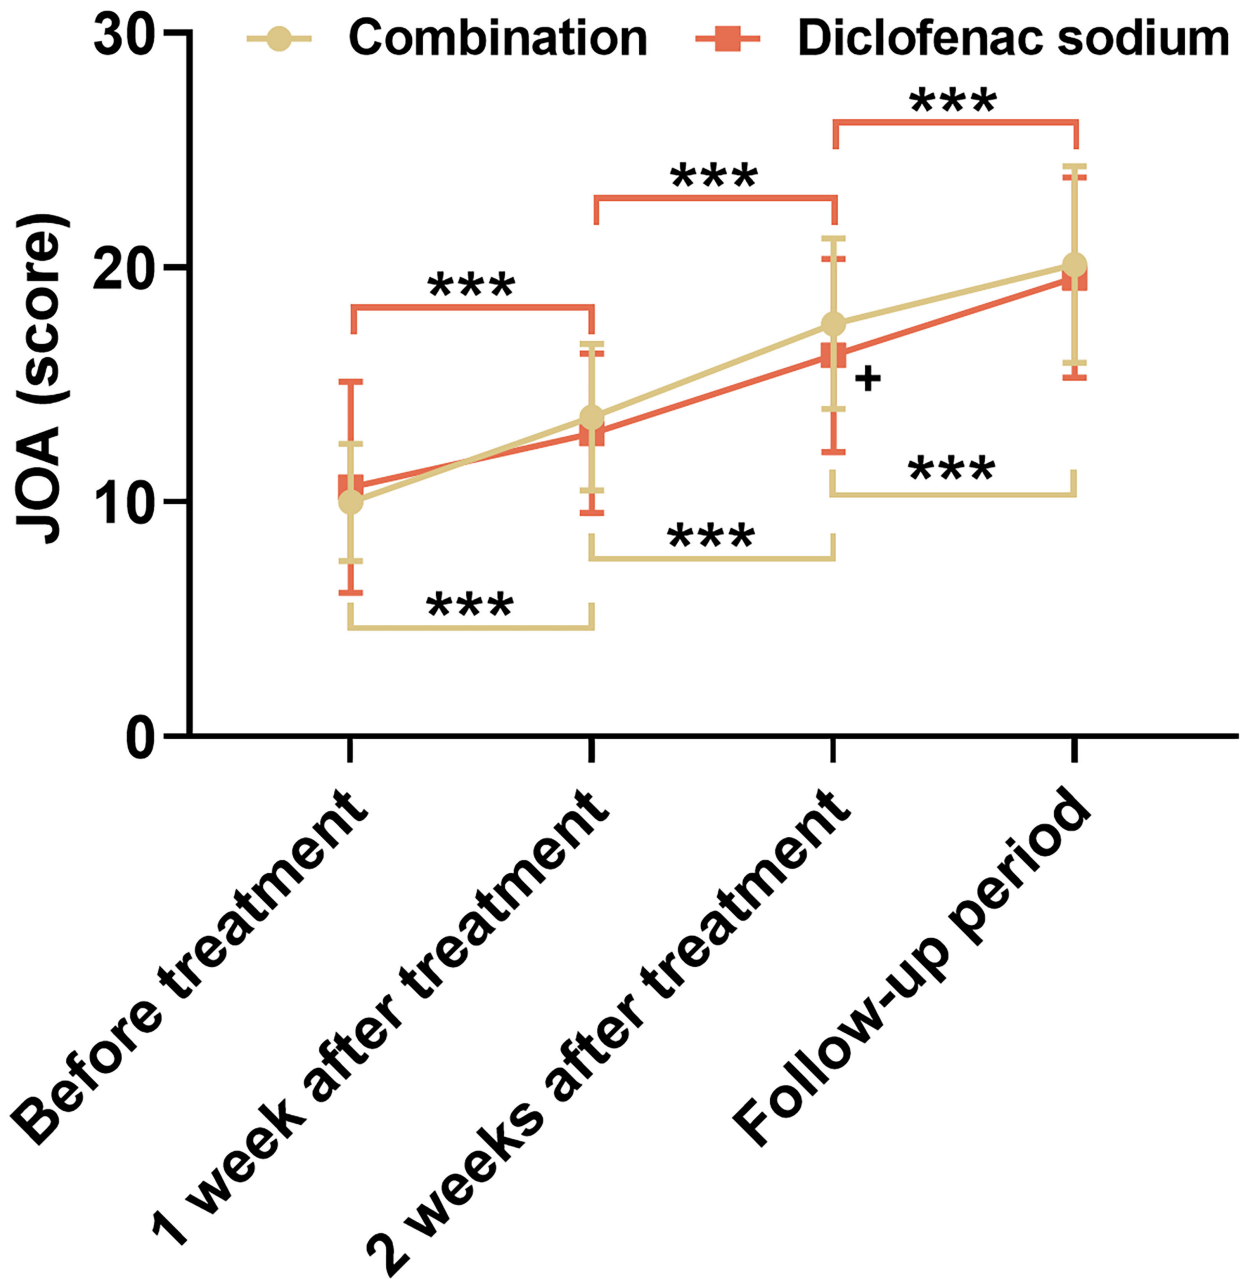 Combination
Diclofenac sodium
JOA (score)
30
20
10
0
***
***
***
+
***
***
***
Before treatment
1 week after treatment
2 weeks after treatment
Follow-up period